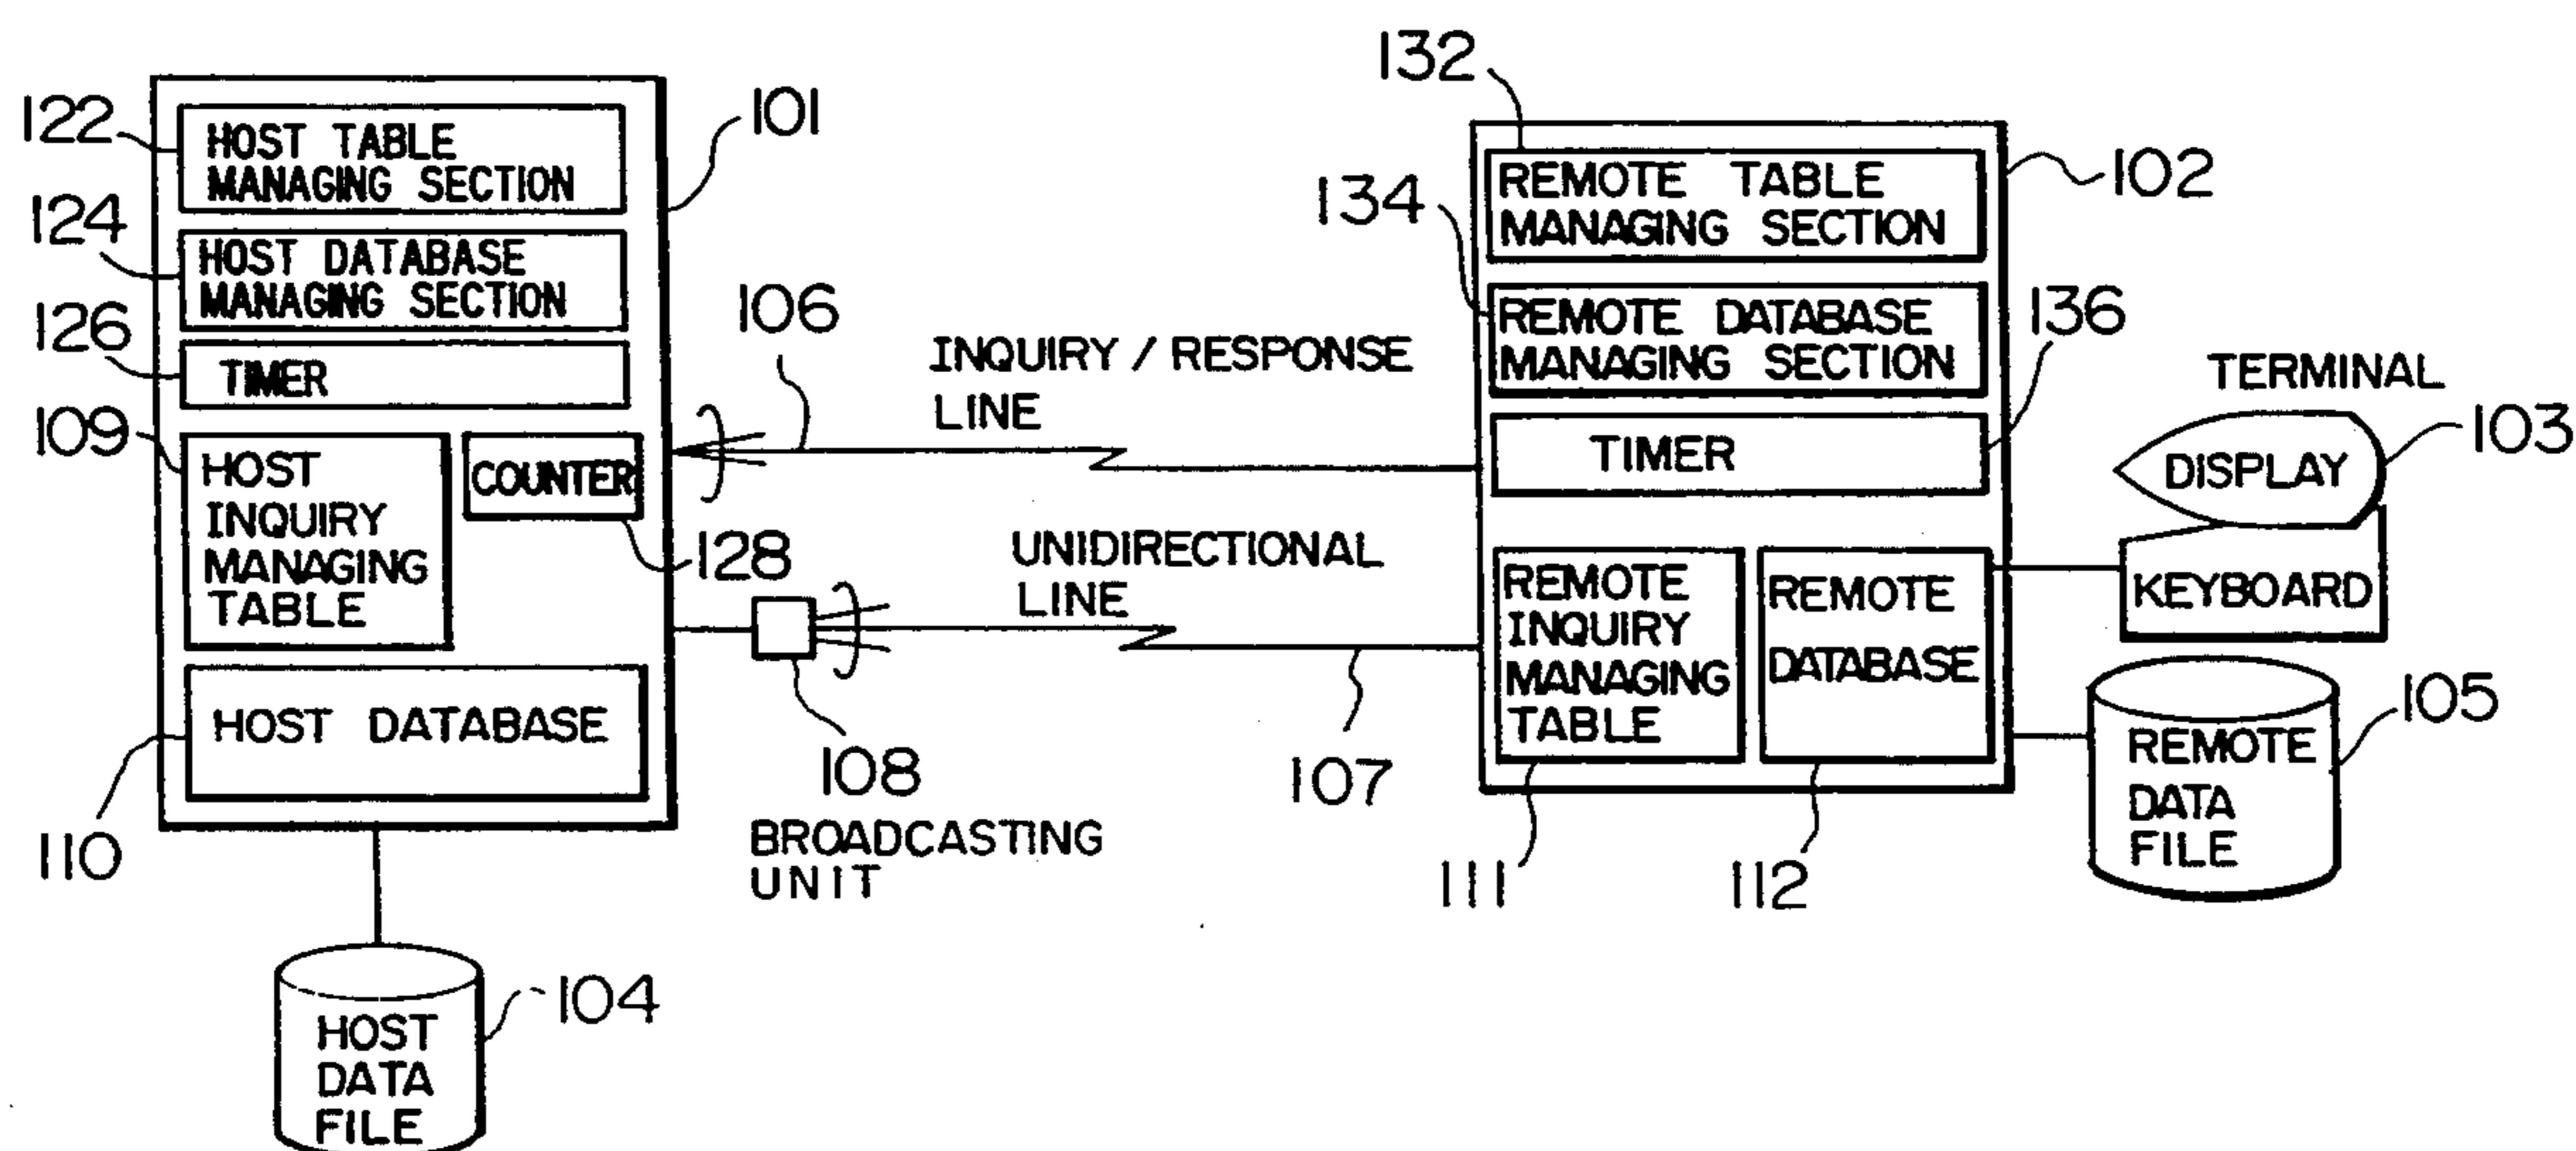 122
HOST TABLE
MANAGING SECTION
101
124
HOST DATABASE
MANAGING SECTION
126
TIMER
109
HOST
INQUIRY
MANAGING
TABLE
COUNTER
128
HOST DATABASE
110
HOST
DATA
FILE
104
106
INQUIRY / RESPONSE
LINE
UNIDIRECTIONAL
LINE
108
BROADCASTING
UNIT
107
132
REMOTE TABLE
MANAGING SECTION
102
134
REMOTE DATABASE
MANAGING SECTION
136
TIMER
REMOTE
INQUIRY
MANAGING
TABLE
111
REMOTE
DATABASE
112
TERMINAL
DISPLAY
103
KEYBOARD
REMOTE
DATA
FILE
105